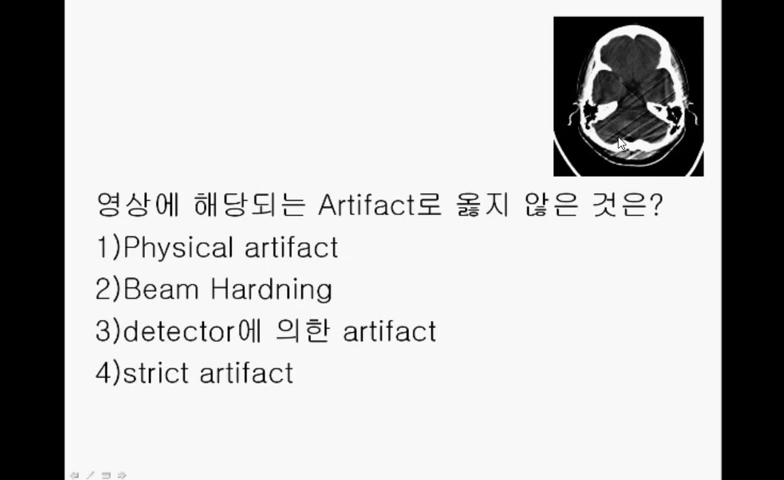 영상에 해당되는 Artifact로 옳지 않은 것은?
1)Physical artifact
2)Beam Hardning
3)detector에 의한 artifact
4)strict artifact